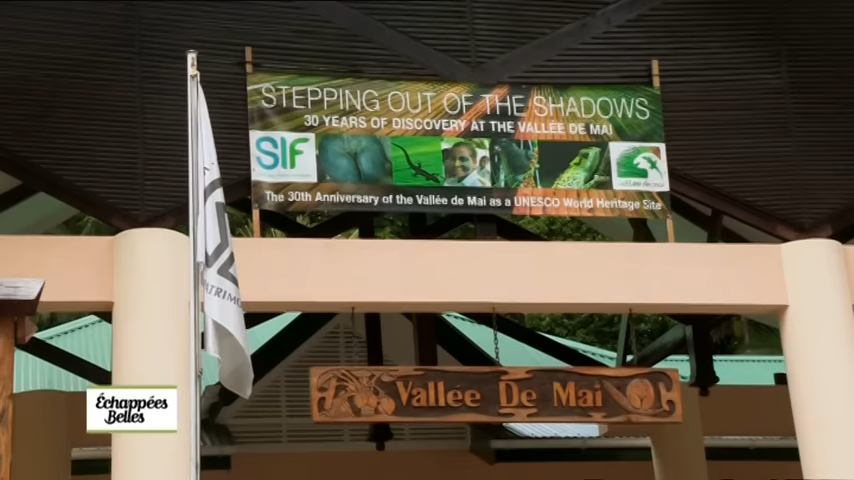 STEPPING OUT OF THE SHADOWS
30 YEARS OF DISCOVERY AT THE VALLÉE DE MAI
SIF
The 30th Anniversary of the Vallée de Mai as a UNESCO World Heritage Site
Vallée De Mai
Échappées
Belles